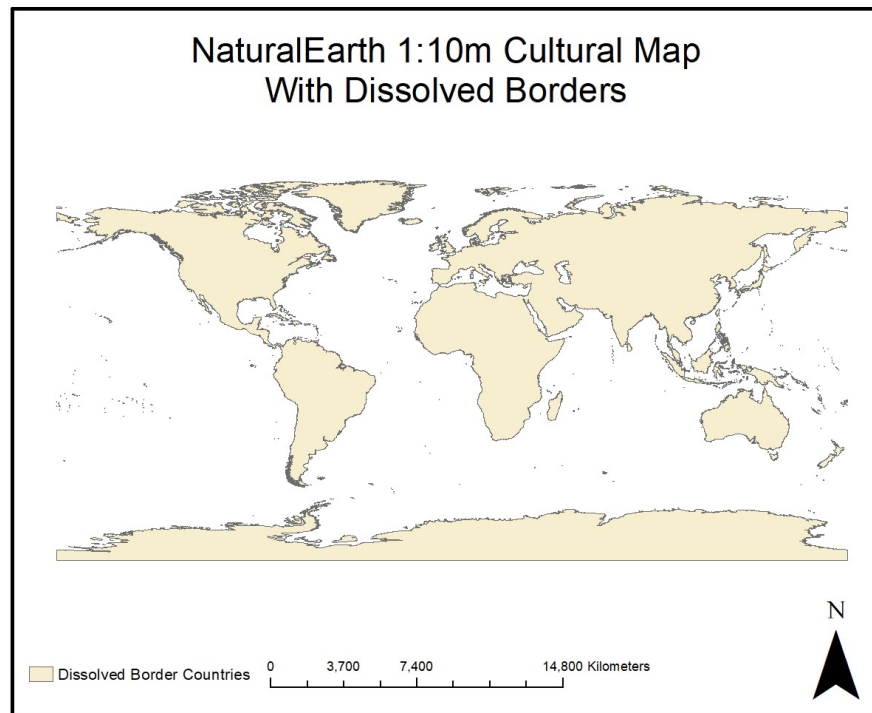 NaturalEarth 1:10m Cultural Map
With Dissolved Borders
N
Dissolved Border Countries
0 3,700 7,400 14,800 Kilometers